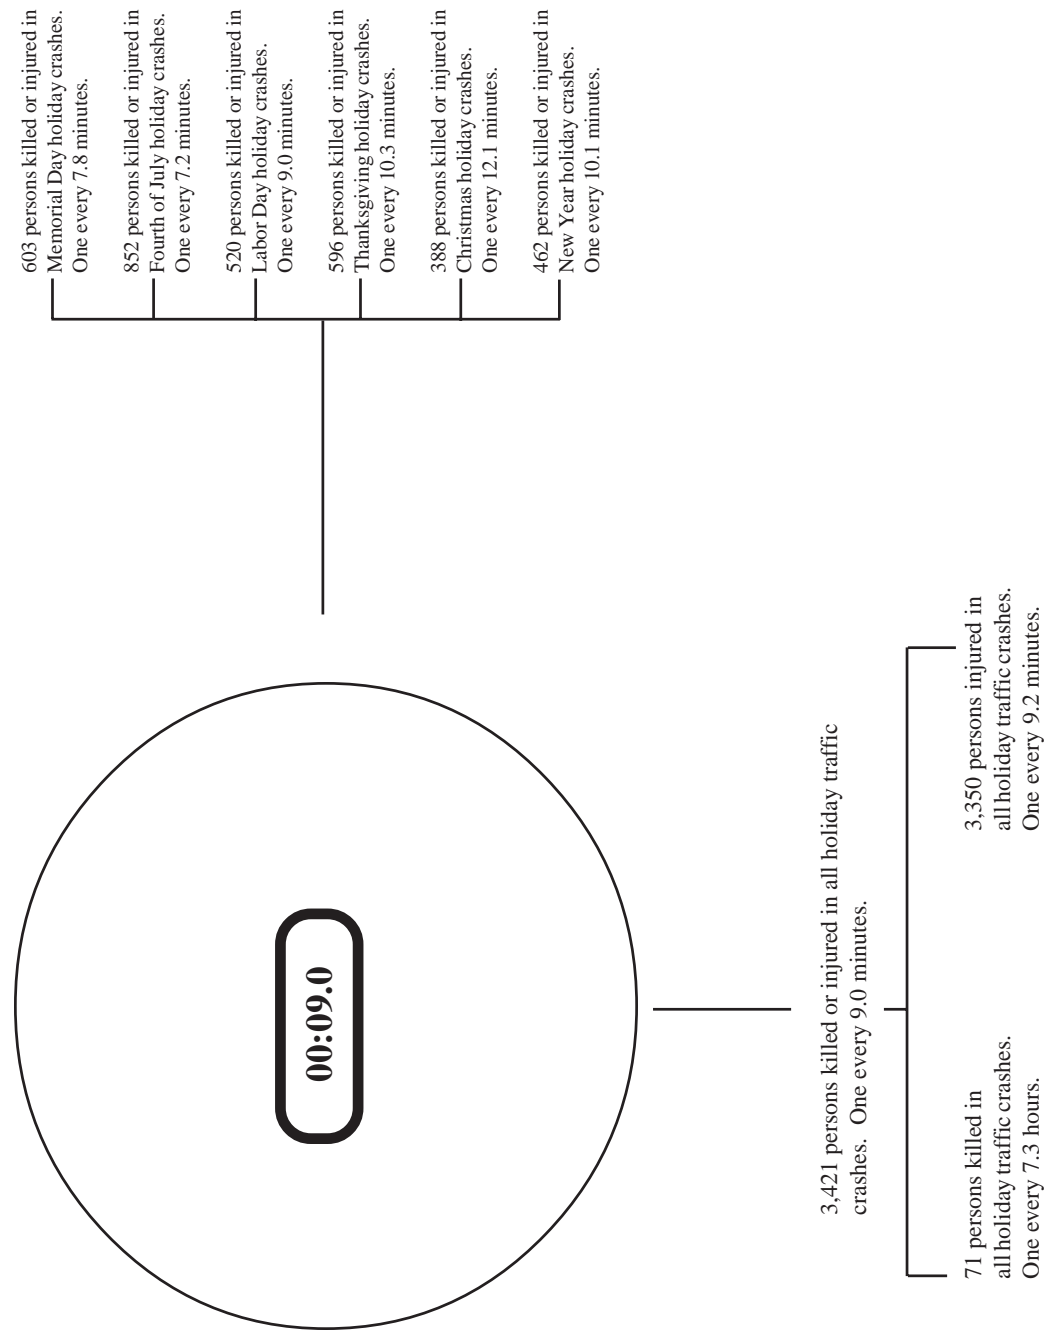 603 persons killed or injured in
Memorial Day holiday crashes.
One every 7.8 minutes.
852 persons killed or injured in
Fourth of July holiday crashes.
One every 7.2 minutes.
520 persons killed or injured in
Labor Day holiday crashes.
One every 9.0 minutes.
596 persons killed or injured in
Thanksgiving holiday crashes.
One every 10.3 minutes.
388 persons killed or injured in
Christmas holiday crashes.
One every 12.1 minutes.
462 persons killed or injured in
New Year holiday crashes.
One every 10.1 minutes.
00:09.0
3,421 persons killed or injured in all holiday traffic
crashes. One every 9.0 minutes.
71 persons killed in
all holiday traffic crashes.
One every 7.3 hours.
3,350 persons injured in
all holiday traffic crashes.
One every 9.2 minutes.